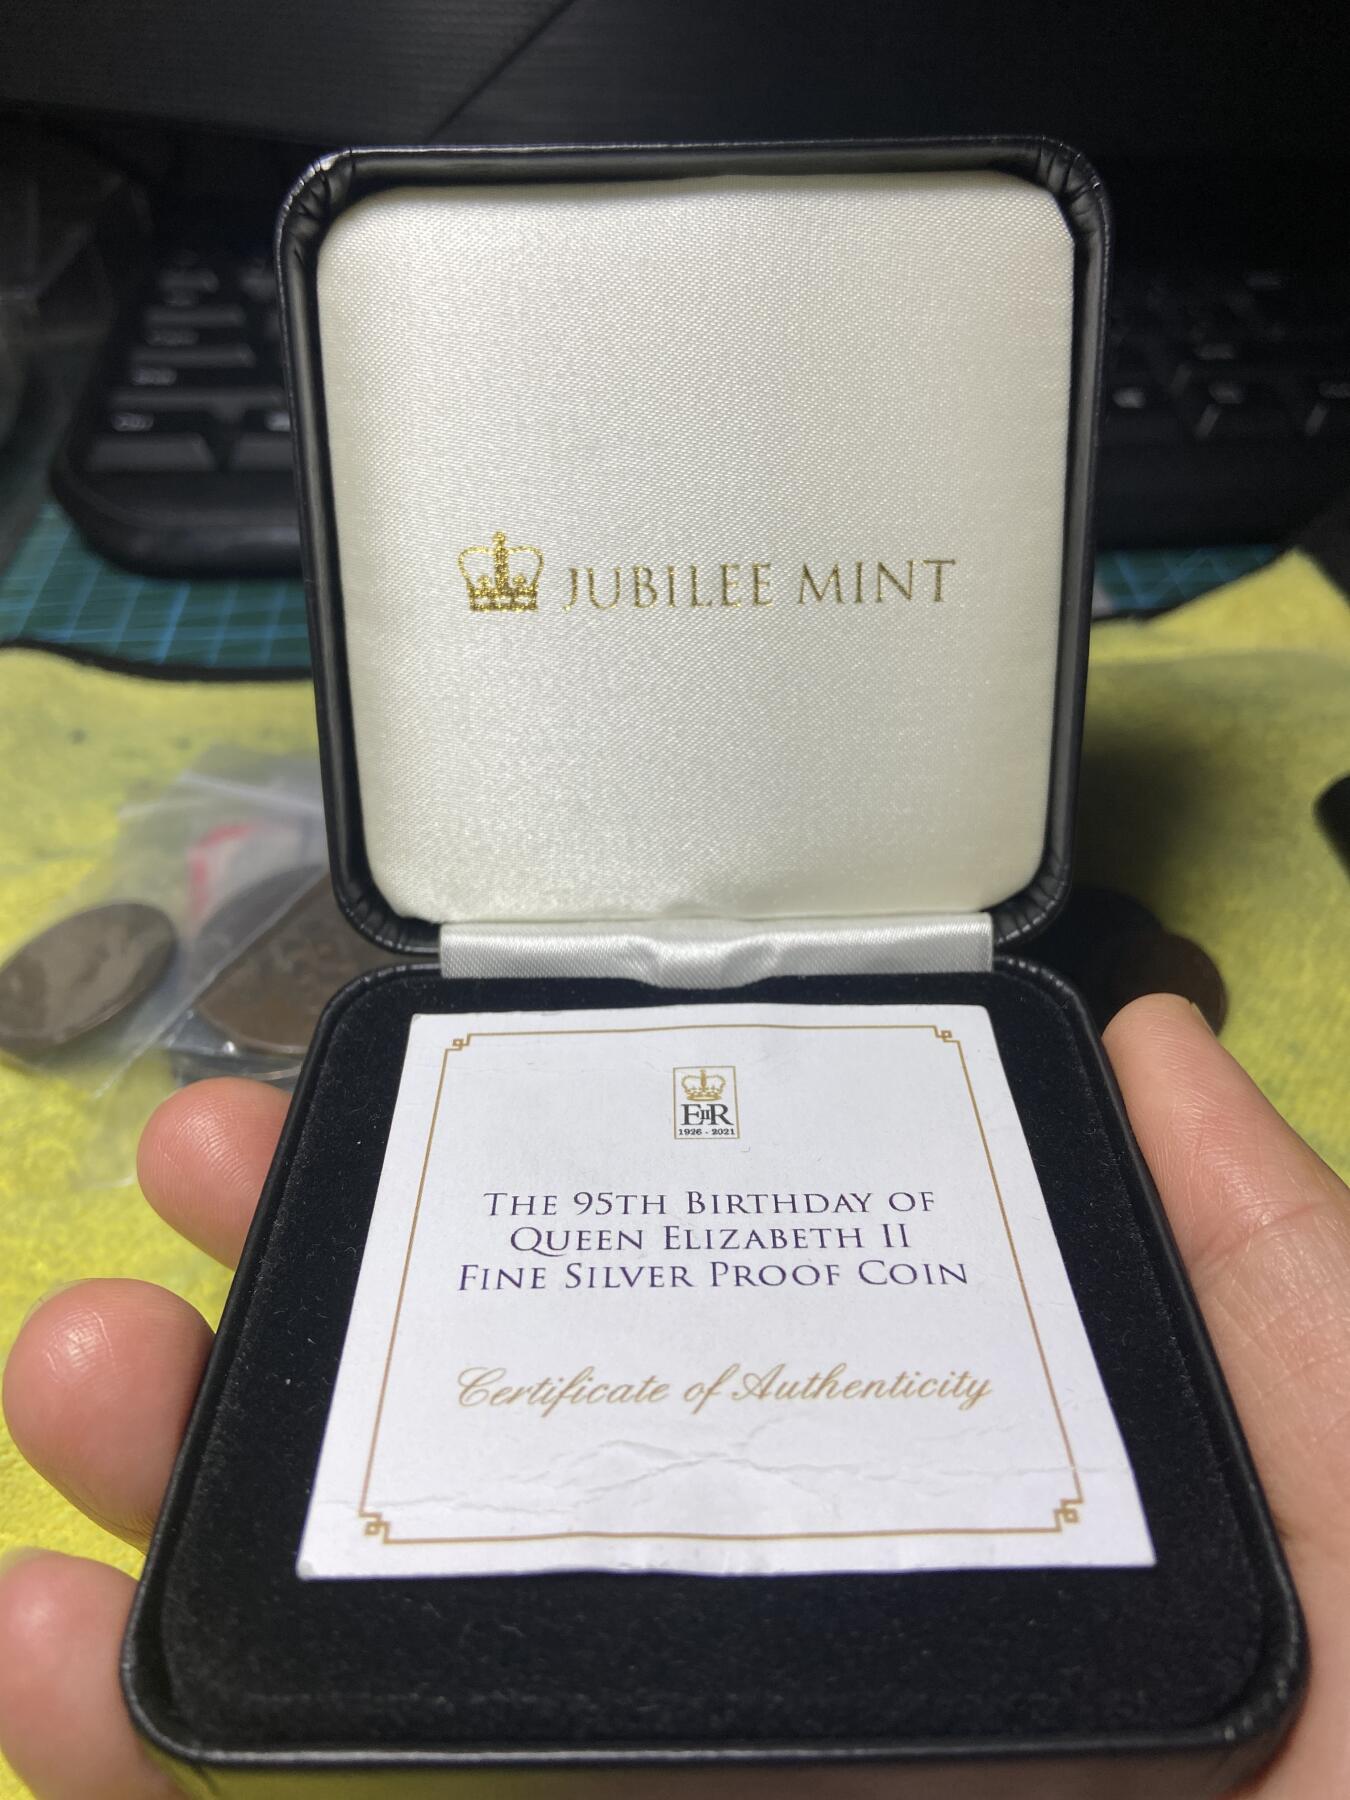 JUBILEE MINT
EIIR
1926 - 2021
THE 95TH BIRTHDAY OF
QUEEN ELIZABETH II
FINE SILVER PROOF COIN
Certificate of Authenticity